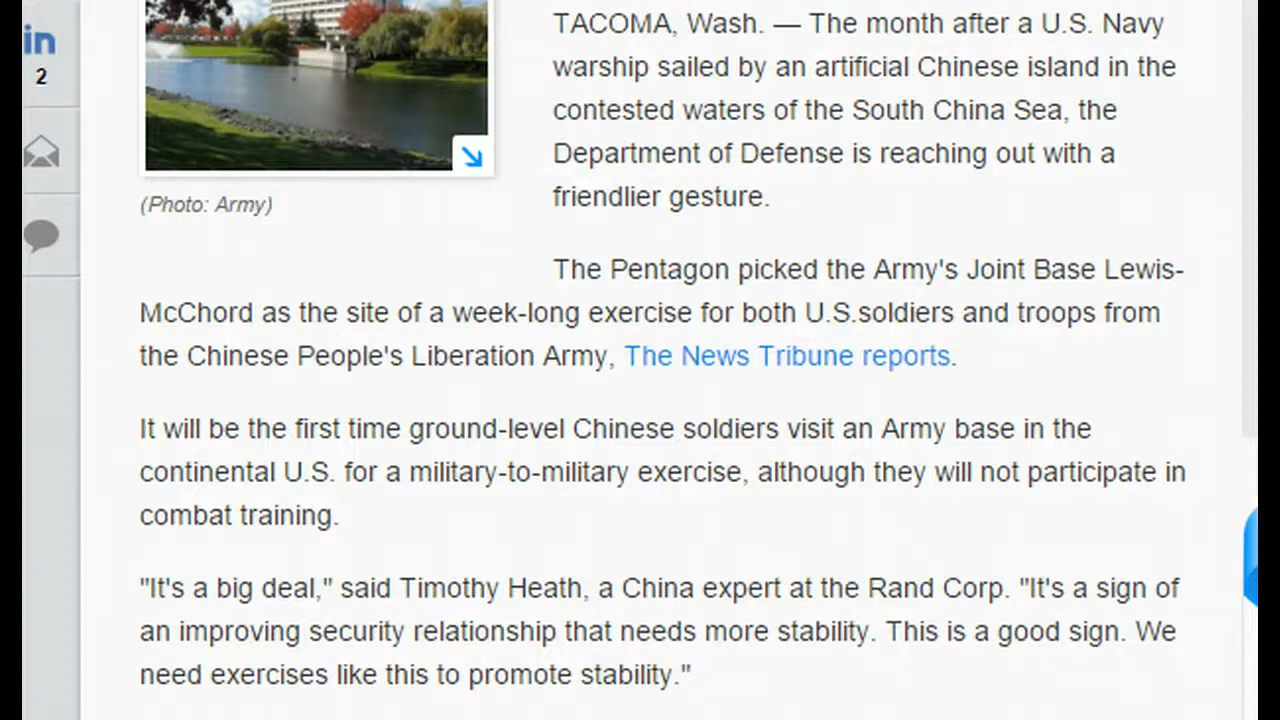 in
2
(Photo: Army)
TACOMA, Wash. — The month after a U.S. Navy
warship sailed by an artificial Chinese island in the
contested waters of the South China Sea, the
Department of Defense is reaching out with a
friendlier gesture.
The Pentagon picked the Army's Joint Base Lewis-
McChord as the site of a week-long exercise for both U.S.soldiers and troops from
the Chinese People's Liberation Army, The News Tribune reports.
It will be the first time ground-level Chinese soldiers visit an Army base in the
continental U.S. for a military-to-military exercise, although they will not participate in
combat training.
"It's a big deal," said Timothy Heath, a China expert at the Rand Corp. "It's a sign of
an improving security relationship that needs more stability. This is a good sign. We
need exercises like this to promote stability."